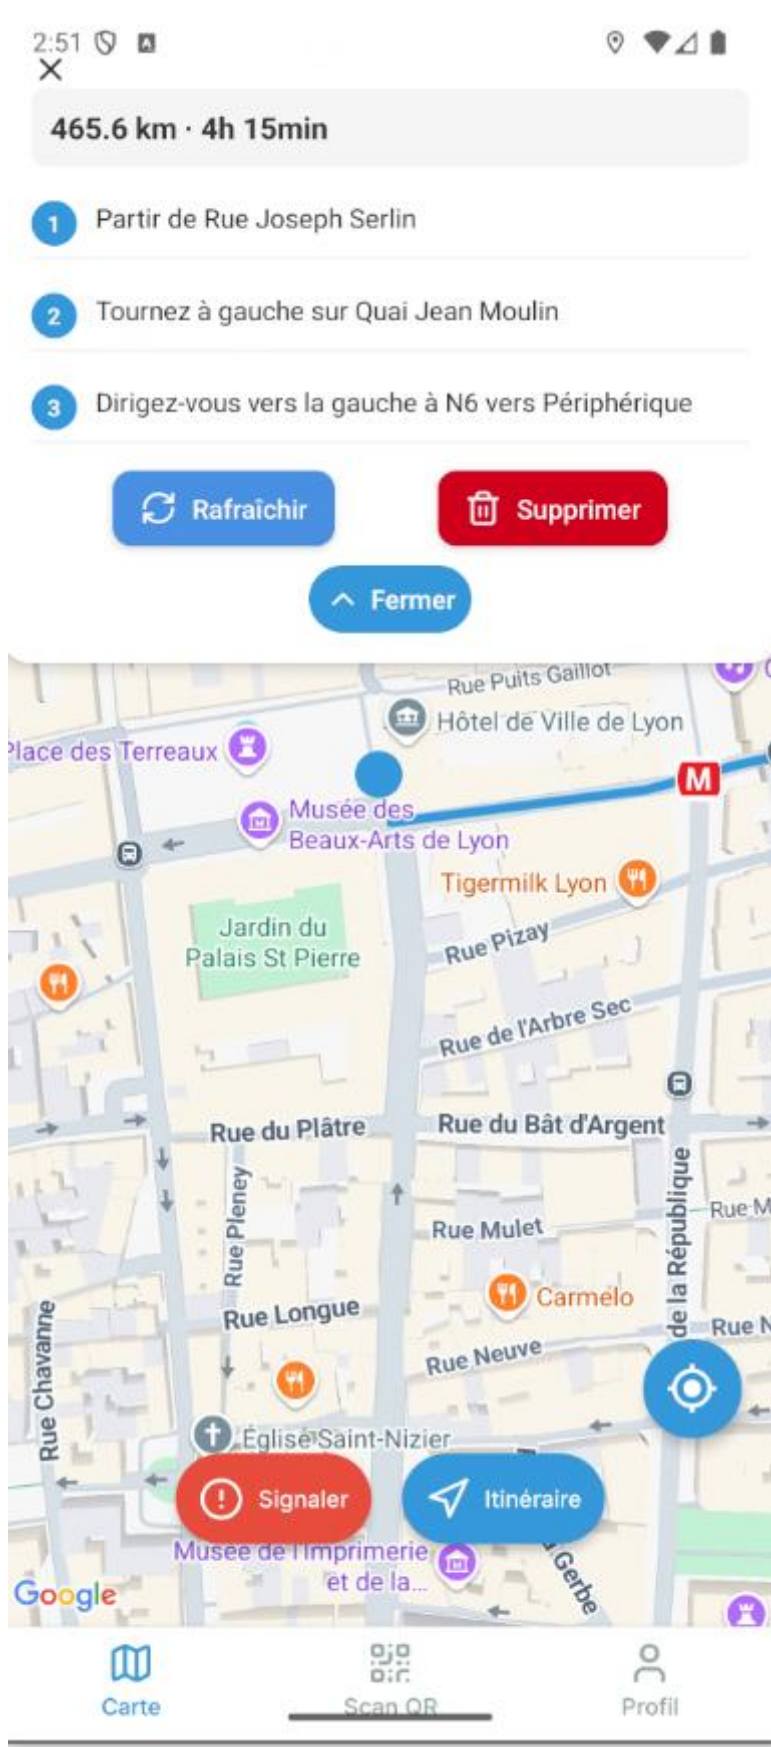 2:51
465.6 km · 4h 15min
1 Partir de Rue Joseph Serlin
2 Tournez à gauche sur Quai Jean Moulin
3 Dirigez-vous vers la gauche à N6 vers Périphérique
Rafraîchir
Supprimer
Fermer
Rue Puits Gaillot
Hôtel de Ville de Lyon
Place des Terreaux
M
Musée des
Beaux-Arts de Lyon
Tigermilk Lyon
Jardin du
Palais St Pierre
Rue Pizay
Rue de l'Arbre Sec
Rue du Plâtre
Rue du Bât d'Argent
Rue Pleney
de la République
Rue Mulet
Rue M
Carmélo
Rue Longue
Rue N
Rue Neuve
Rue Chavanne
Église Saint-Nizier
Signaler
Itinéraire
Musée de l'Imprimerie
et de la...
Gerbe
Google
Carte
Scan QR
Profil